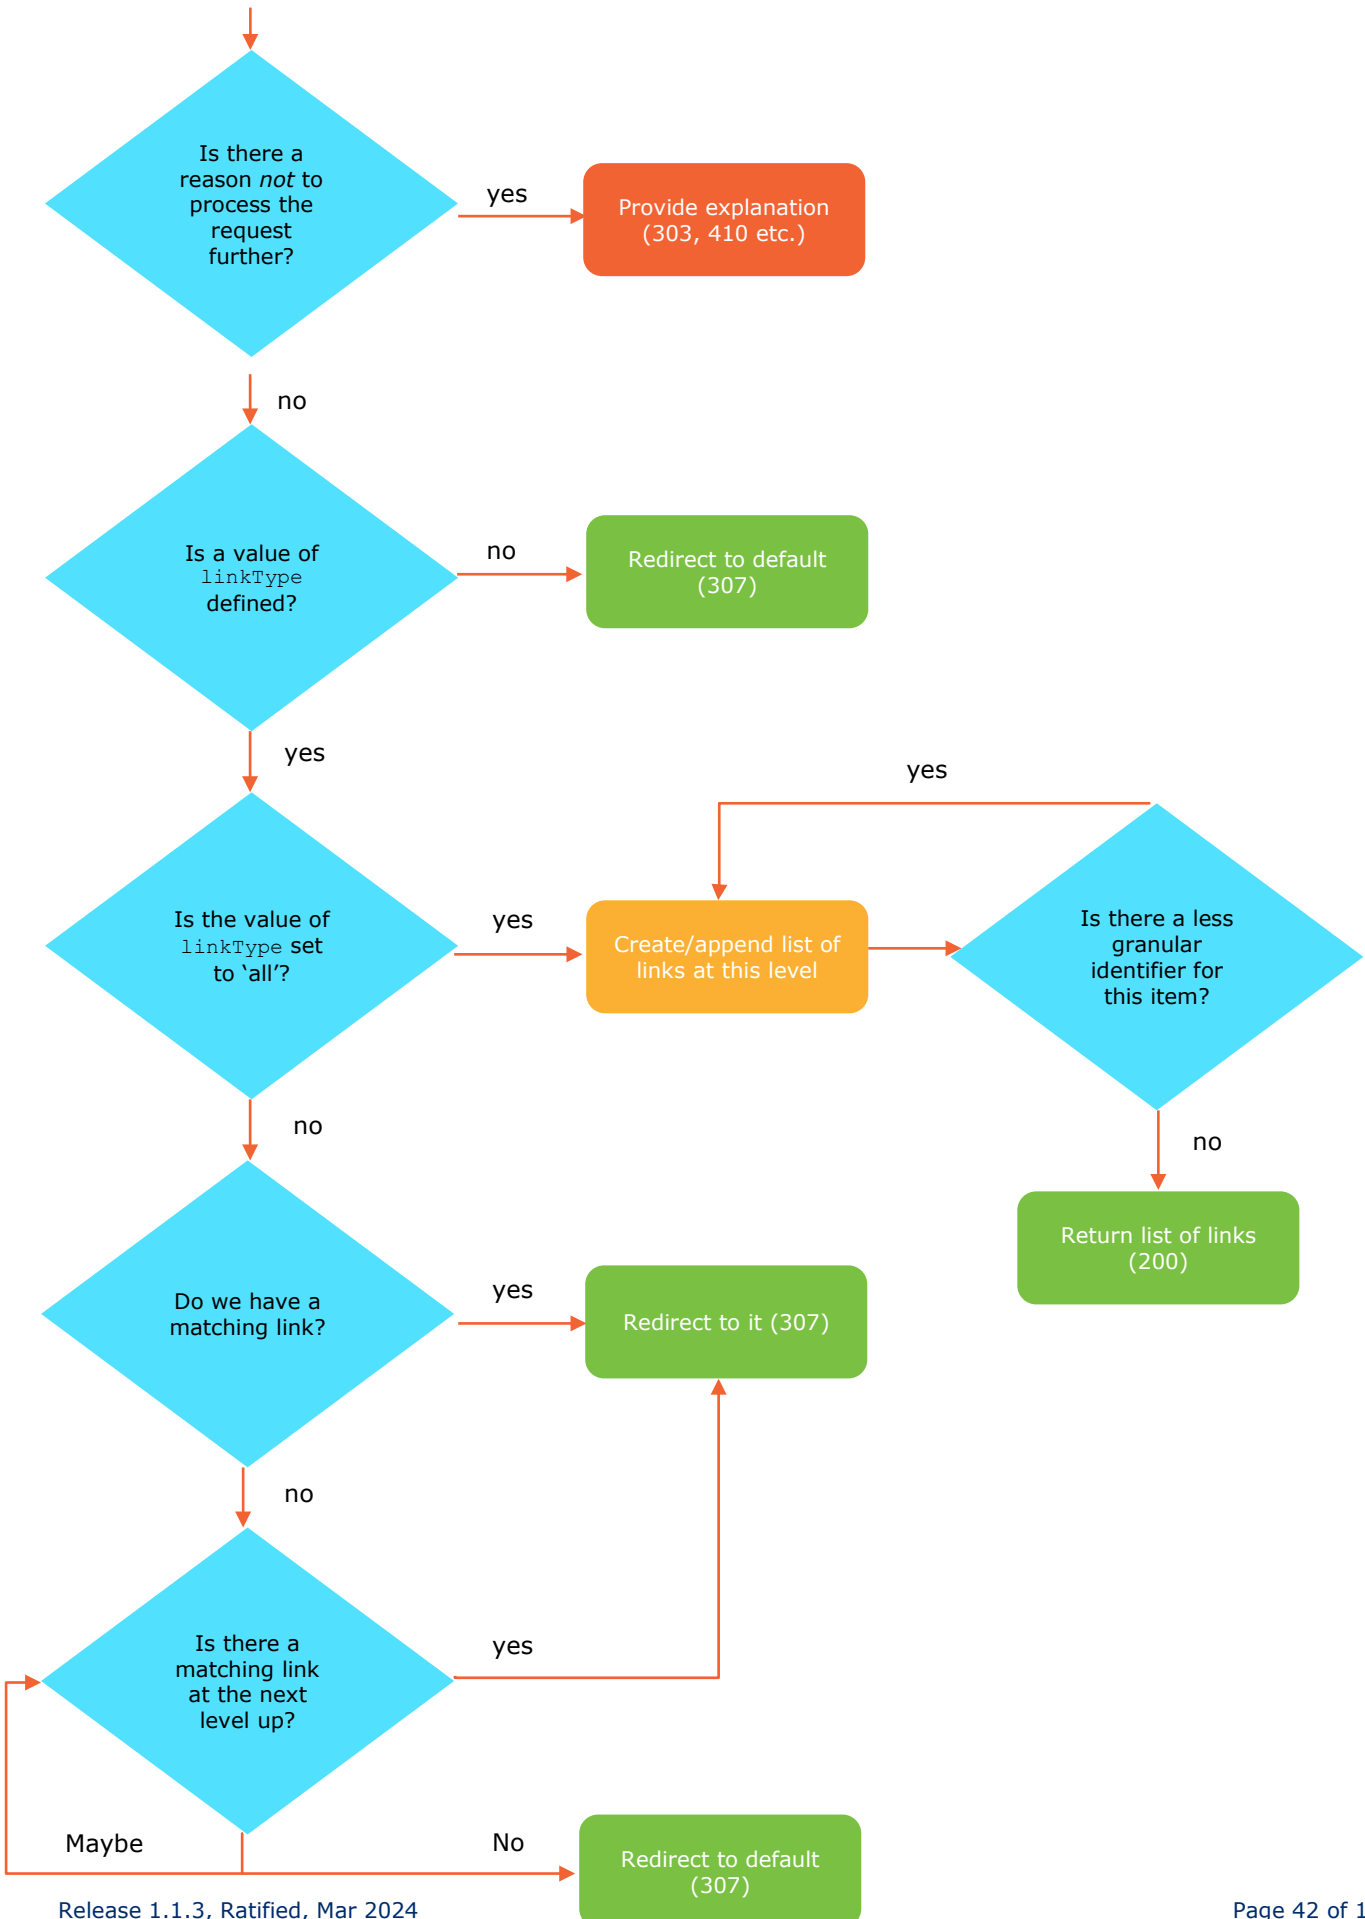 Is there a
reason not to
process the
request
further?
yes
Provide explanation
(303, 410 etc.)
no
Is a value of
linkType
defined?
no
Redirect to default
(307)
yes
yes
Is the value of
linkType set
to ‘all’?
yes
Create/append list of
links at this level
Is there a less
granular
identifier for
this item?
no
no
Return list of links
(200)
Do we have a
matching link?
yes
Redirect to it (307)
no
Is there a
matching link
at the next
level up?
yes
Maybe
No
Redirect to default
(307)
Release 1.1.3, Ratified, Mar 2024
Page 42 of 1